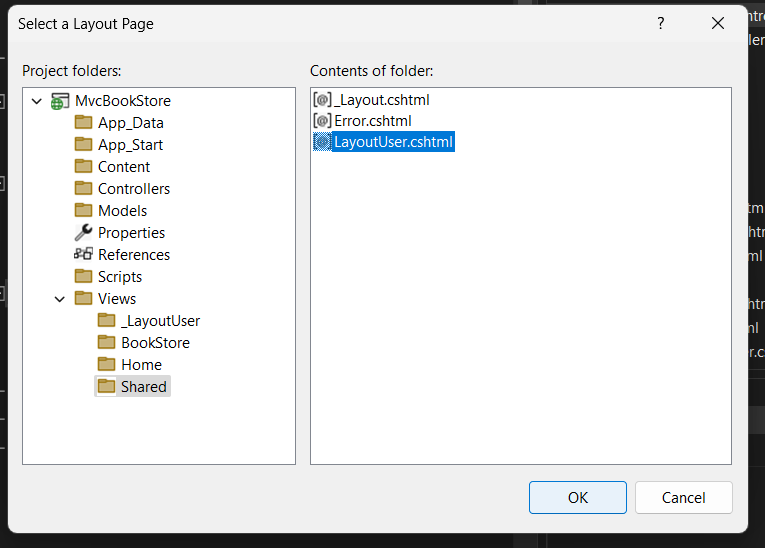 Select a Layout Page
?
Project folders:
Contents of folder:
MvcBookStore
App_Data
App_Start
Content
Controllers
Models
Properties
References
Scripts
Views
_LayoutUser
BookStore
Home
Shared
_Layout.cshtml
Error.cshtml
LayoutUser.cshtml
OK
Cancel